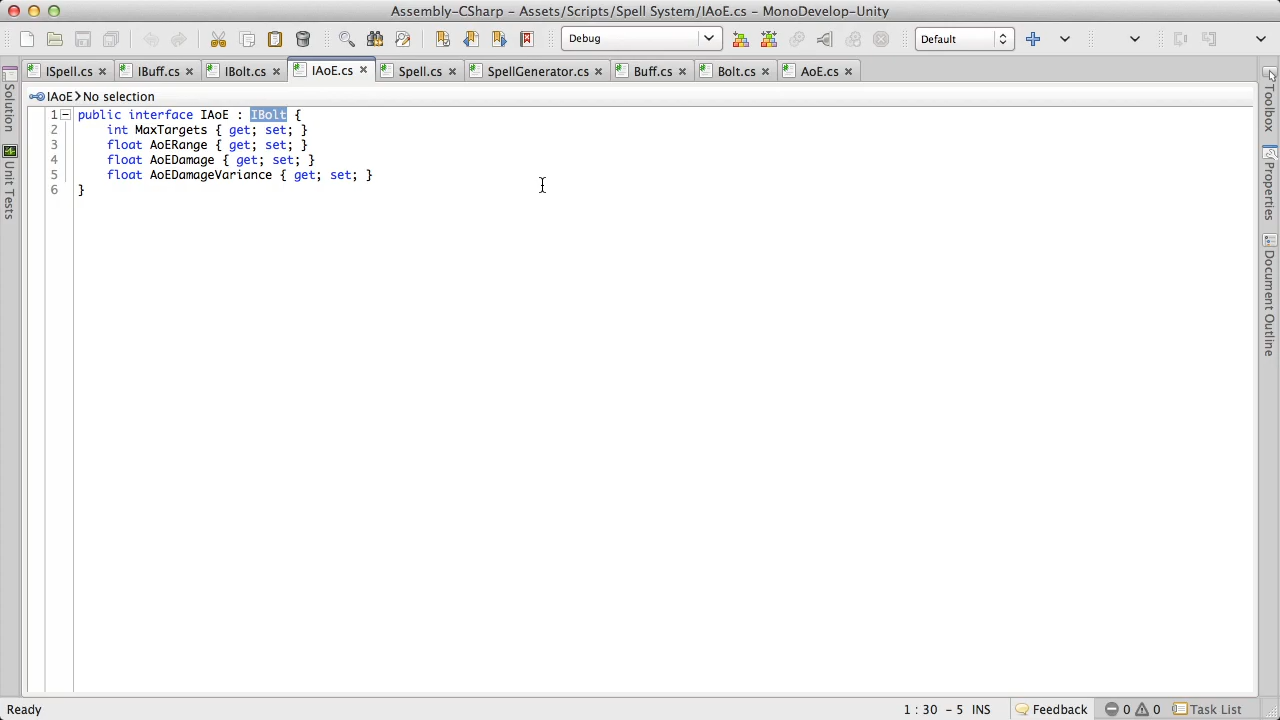 Assembly-CSharp – Assets/Scripts/Spell System/IAoE.cs – MonoDevelop-Unity
Debug
Default
ISpell.cs
IBuff.cs
IBolt.cs
IAoE.cs
Spell.cs
SpellGenerator.cs
Buff.cs
Bolt.cs
AoE.cs
IAoE
No selection
1 public interface IAoE : IBolt {
2 int MaxTargets { get; set; }
3 float AoERange { get; set; }
4 float AoEDamage { get; set; }
5 float AoEDamageVariance { get; set; }
6 }
Solution
Unit Tests
Toolbox
Properties
Document Outline
Ready
1 : 30 - 5 INS
Feedback
0
0
Task List